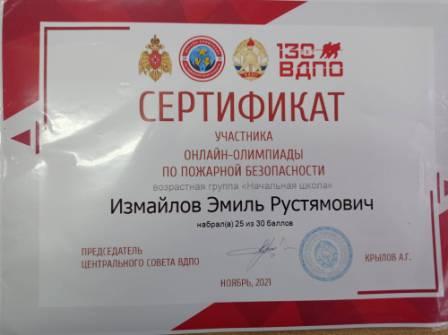 130
ВДПО
СЕРТИФИКАТ
УЧАСТНИКА
ОНЛАЙН-ОЛИМПИАДЫ
ПО ПОЖАРНОЙ БЕЗОПАСНОСТИ
возрастная группа «Начальная школа»
Измайлов Эмиль Рустямович
набрал(а) 25 из 30 баллов
ПРЕДСЕДАТЕЛЬ
ЦЕНТРАЛЬНОГО СОВЕТА ВДПО
КРЫЛОВ А.Г.
НОЯБРЬ, 2021